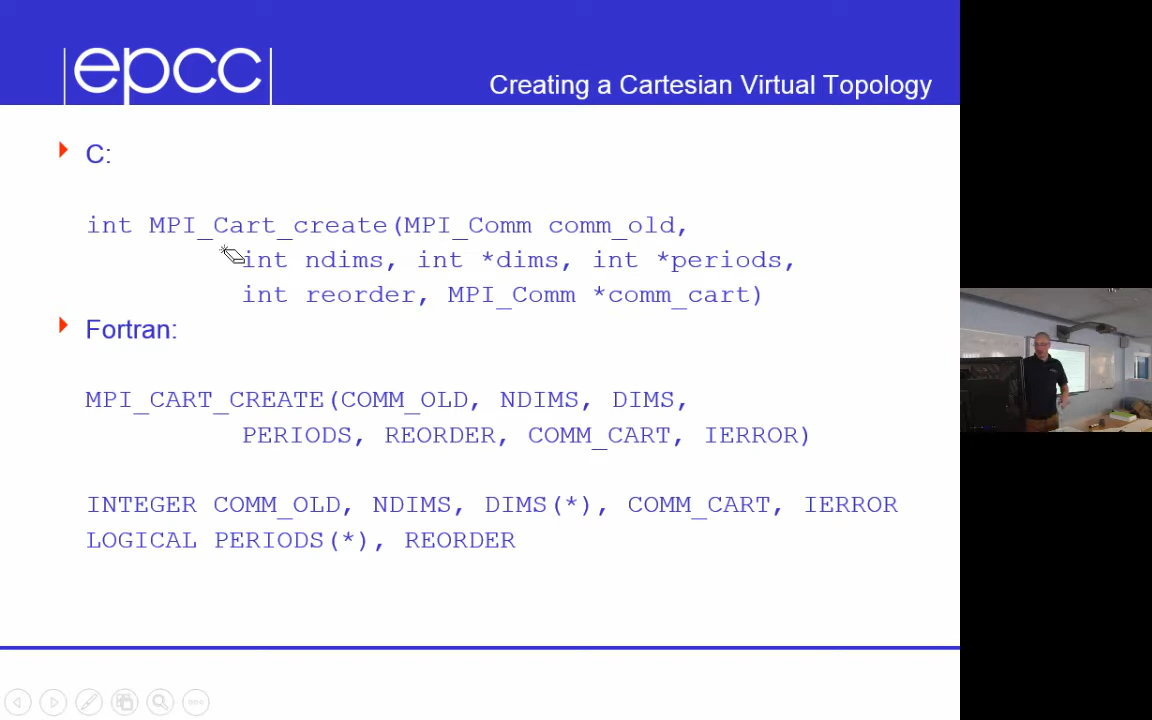 epcc
Creating a Cartesian Virtual Topology
C:
int MPI_Cart_create(MPI_Comm comm_old,
int ndims, int *dims, int *periods,
int reorder, MPI_Comm *comm_cart)
Fortran:
MPI_CART_CREATE(COMM_OLD, NDIMS, DIMS,
PERIODS, REORDER, COMM_CART, IERROR)
INTEGER COMM_OLD, NDIMS, DIMS(*), COMM_CART, IERROR
LOGICAL PERIODS(*), REORDER